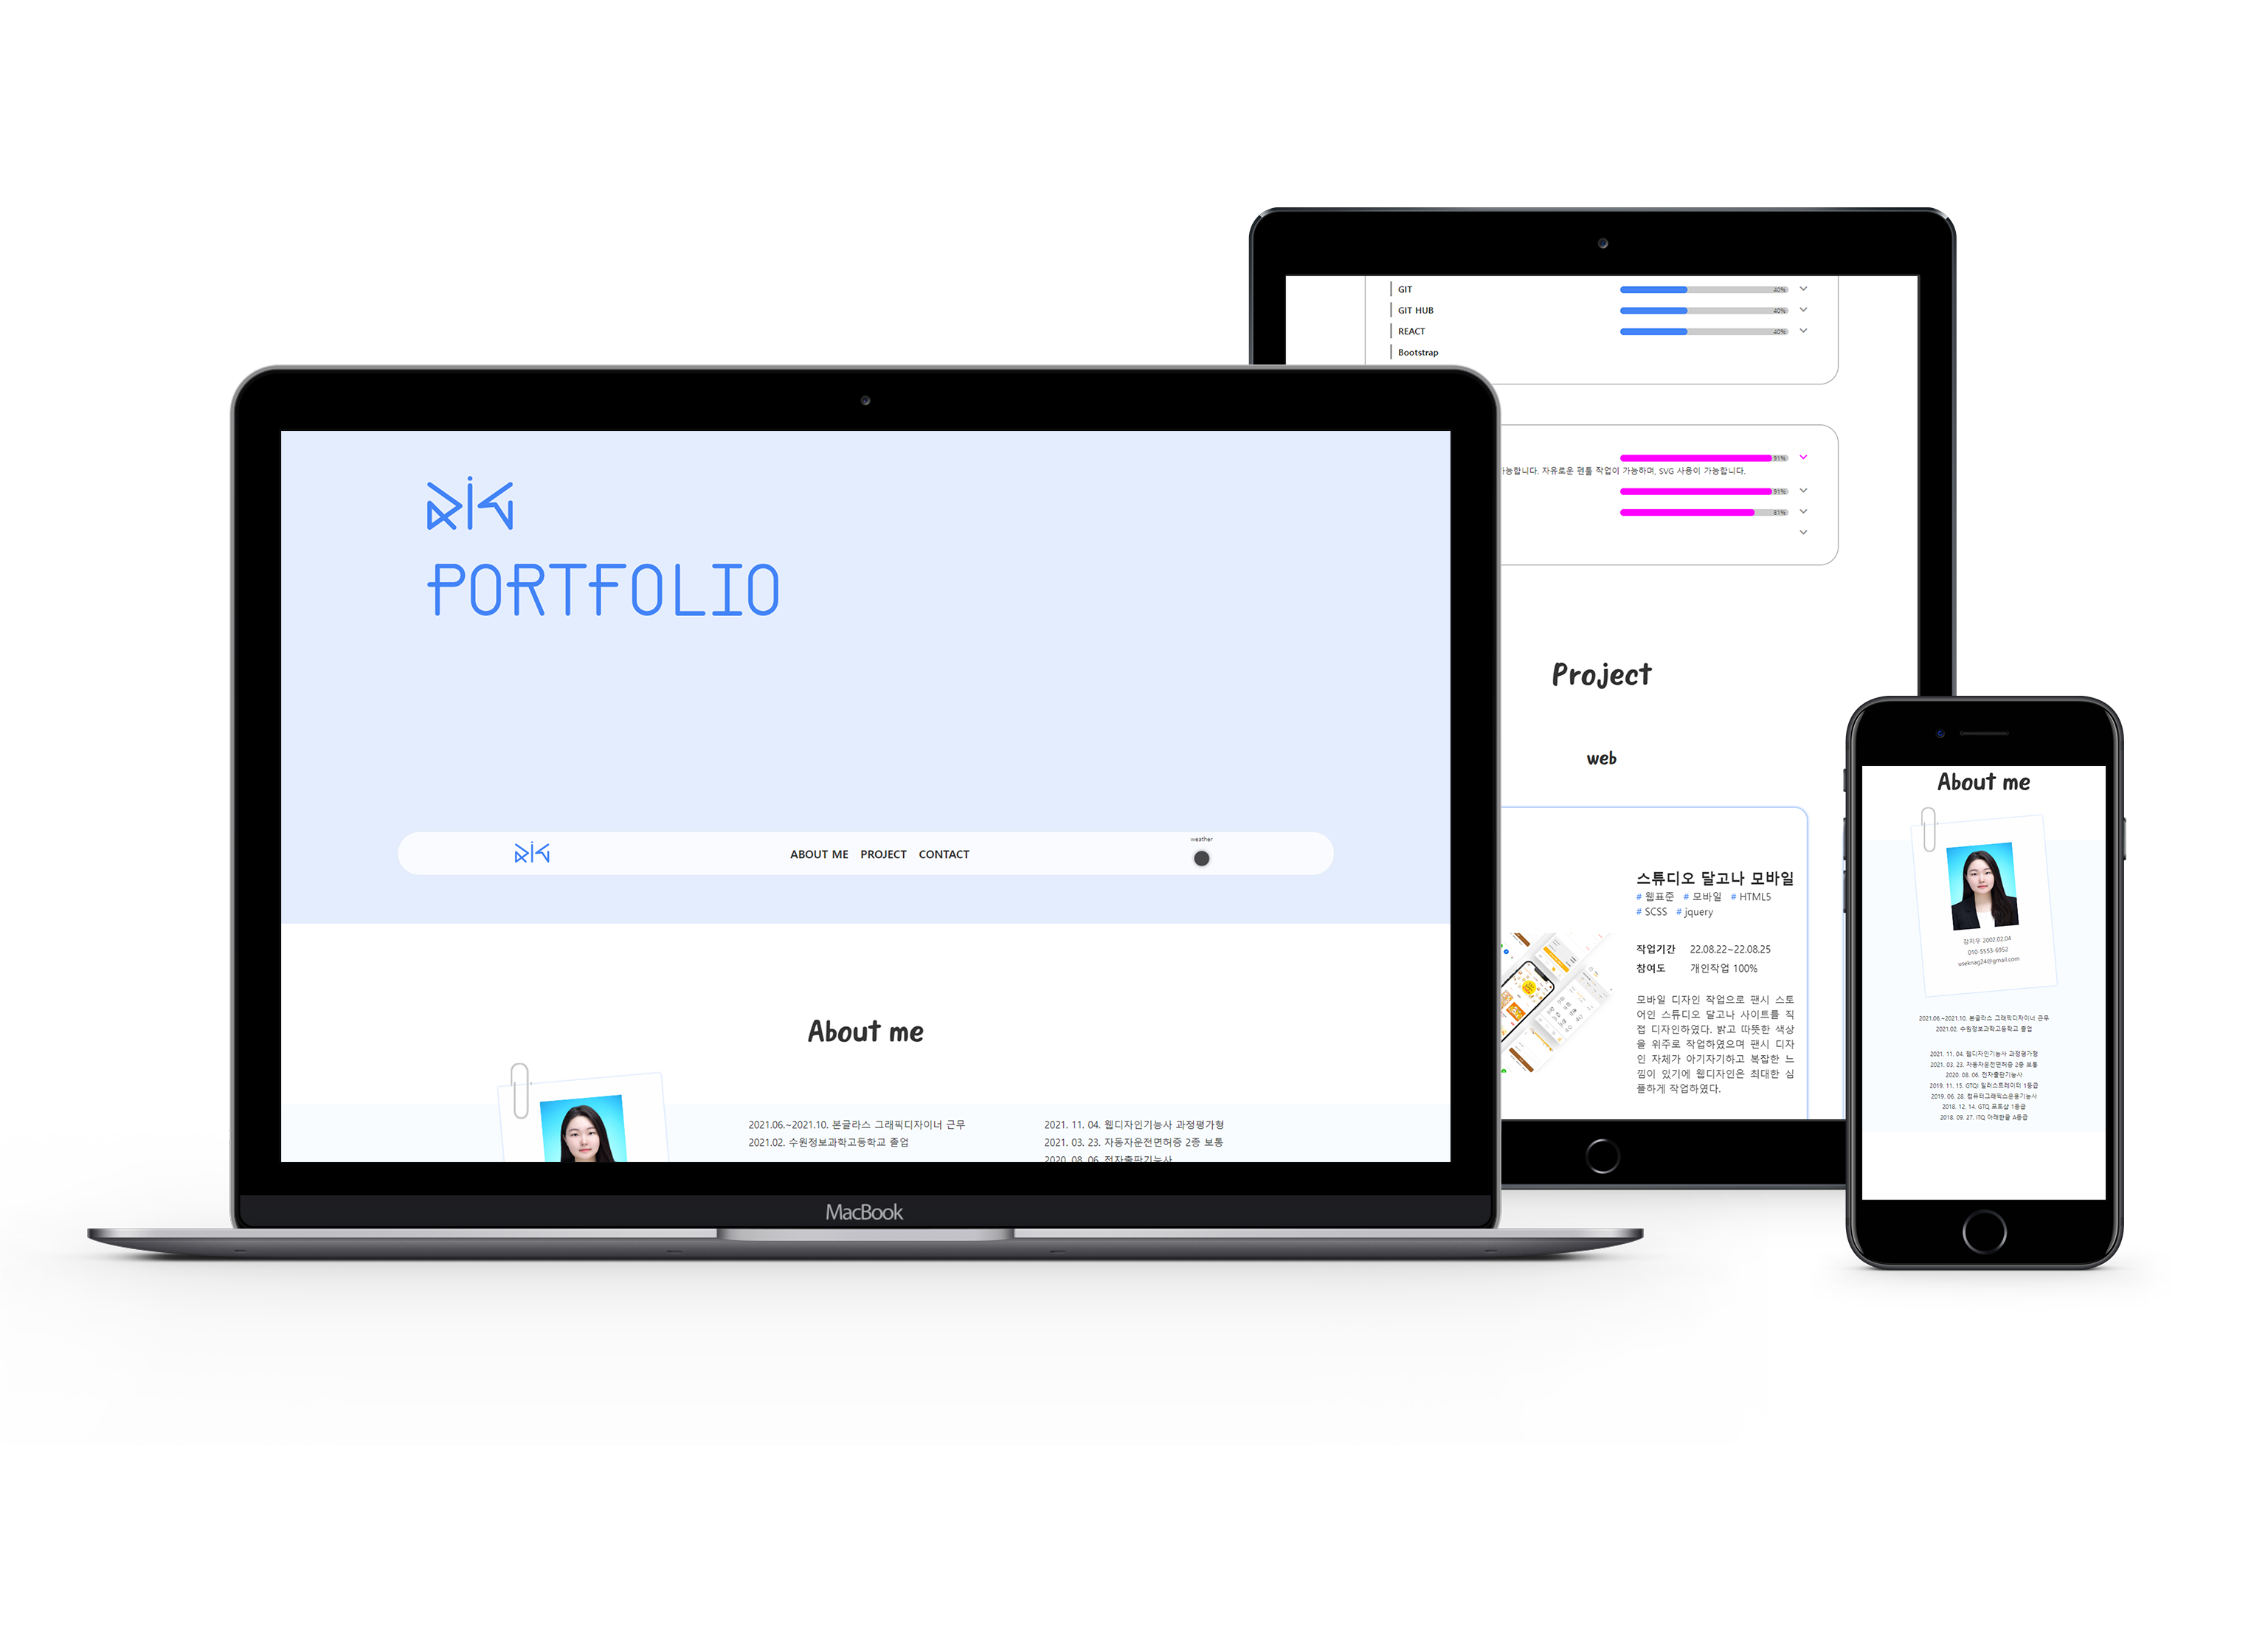 PORTFOLIO
ABOUT ME PROJECT CONTACT
weather
About me
2021.06.~2021.10. 본글라스 그래픽디자이너 근무
2021.02. 수원정보과학고등학교 졸업
2021. 11. 04. 웹디자인기능사 과정평가형
2021. 03. 23. 자동자운전면허증 2종 보통
2020. 08. 06. 전자출판기능사
MacBook
GIT 40%
GIT HUB 40%
REACT 40%
Bootstrap
91%
가능합니다. 자유로운 펜툴 작업이 가능하며, SVG 사용이 가능합니다.
91%
81%
Project
web
스튜디오 달고나 모바일
# 웹표준 # 모바일 # HTML5
# SCSS # jquery
작업기간 22.08.22~22.08.25
참여도 개인작업 100%
모바일 디자인 작업으로 팬시 스토
어인 스튜디오 달고나 사이트를 직
접 디자인하였다. 밝고 따뜻한 색상
을 위주로 작업하였으며 팬시 디자
인 자체가 아기자기하고 복잡한 느
낌이 있기에 웹디자인은 최대한 심
플하게 작업하였다.
About me
강지우 2002.02.04
010-5553-6952
useknag24@gmail.com
2021.06.~2021.10. 본글라스 그래픽디자이너 근무
2021.02. 수원정보과학고등학교 졸업
2021. 11. 04. 웹디자인기능사 과정평가형
2021. 03. 23. 자동자운전면허증 2종 보통
2020. 08. 06. 전자출판기능사
2019. 11. 15. GTQi 일러스트레이터 1등급
2019. 06. 28. 컴퓨터그래픽스운용기능사
2018. 12. 14. GTQ 포토샵 1등급
2018. 09. 27. ITQ 아래한글 A등급